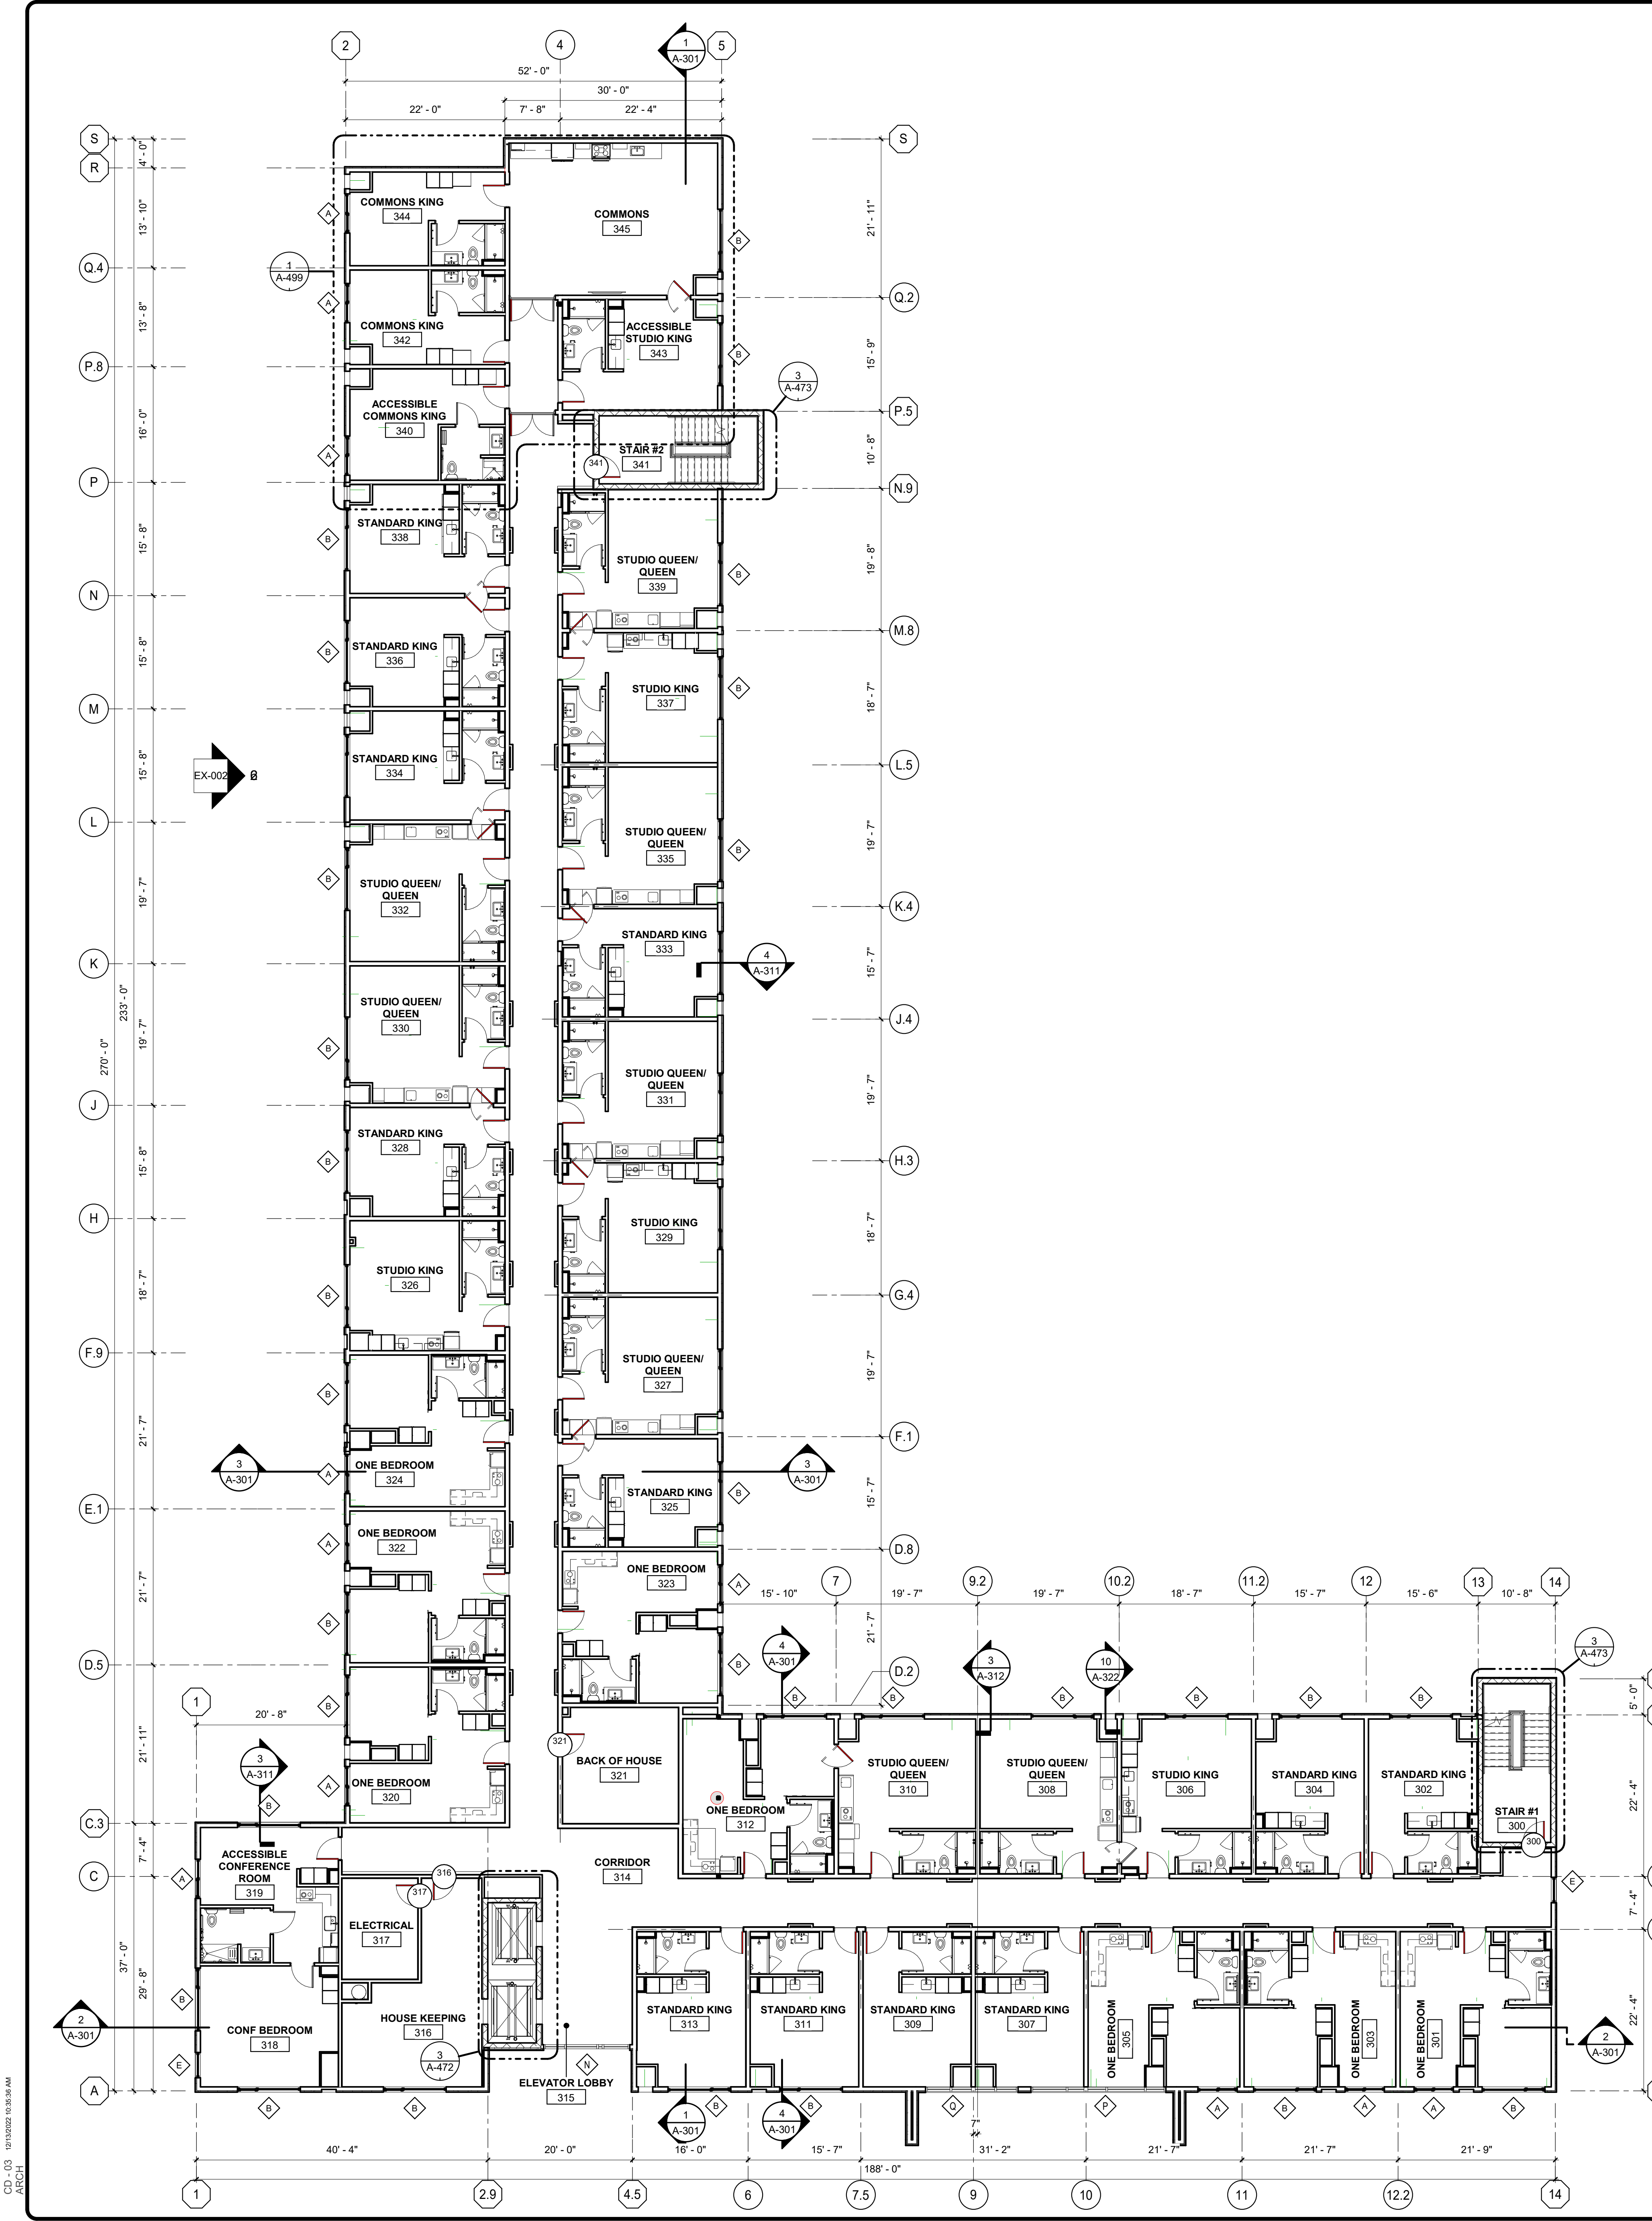 2
4
1
A-301
5
52' - 0"
30' - 0"
22' - 0"
7' - 8"
22' - 4"
S
S
R
4' - 0"
COMMONS KING
344
COMMONS
345
A
13' - 10"
21' - 11"
B
Q.4
1
A-499
A
Q.2
13' - 8"
COMMONS KING
342
ACCESSIBLE
STUDIO KING
343
B
15' - 9"
P.8
3
A-473
ACCESSIBLE
COMMONS KING
340
P.5
16' - 0"
A
STAIR #2
341
341
10' - 8"
P
N.9
STANDARD KING
338
B
15' - 8"
STUDIO QUEEN/
QUEEN
339
B
19' - 8"
N
M.8
STANDARD KING
336
B
15' - 8"
STUDIO KING
337
B
18' - 7"
M
STANDARD KING
334
15' - 8"
EX-002
L.5
L
STUDIO QUEEN/
QUEEN
335
B
19' - 7"
STUDIO QUEEN/
QUEEN
332
B
19' - 7"
K.4
STANDARD KING
333
4
A-311
15' - 7"
K
233' - 0"
270' - 0"
STUDIO QUEEN/
QUEEN
330
B
19' - 7"
J.4
STUDIO QUEEN/
QUEEN
331
19' - 7"
J
STANDARD KING
328
B
15' - 8"
H.3
H
STUDIO KING
329
18' - 7"
STUDIO KING
326
B
18' - 7"
G.4
F.9
STUDIO QUEEN/
QUEEN
327
19' - 7"
B
21' - 7"
F.1
3
A-301
A
ONE BEDROOM
324
3
A-301
STANDARD KING
325
B
15' - 7"
E.1
ONE BEDROOM
322
A
D.8
ONE BEDROOM
323
A
21' - 7"
B
21' - 7"
B
D.5
D.2
15' - 10"
7
19' - 7"
9.2
19' - 7"
10.2
18' - 7"
11.2
15' - 7"
12
15' - 6"
13
10' - 8"
14
4
A-301
3
A-312
10
A-322
3
A-473
B
B
B
B
B
B
5' - 0"
1
20' - 8"
B
21' - 11"
3
A-311
B
A
ONE BEDROOM
320
321
BACK OF HOUSE
321
ONE BEDROOM
312
STUDIO QUEEN/
QUEEN
310
STUDIO QUEEN/
QUEEN
308
STUDIO KING
306
STANDARD KING
304
STANDARD KING
302
STAIR #1
300
300
22' - 4"
C.3
7' - 4"
C
ACCESSIBLE
CONFERENCE
ROOM
319
A
316
317
CORRIDOR
314
E
7' - 4"
ELECTRICAL
317
37' - 0"
29' - 8"
B
2
A-301
CONF BEDROOM
318
HOUSE KEEPING
316
3
A-472
E
N
ELEVATOR LOBBY
315
STANDARD KING
313
STANDARD KING
311
STANDARD KING
309
STANDARD KING
307
ONE BEDROOM
305
ONE BEDROOM
303
ONE BEDROOM
301
22' - 4"
2
A-301
A
B
B
1
A-301
B
4
A-301
B
Q
P
A
B
A
A
B
7"
40' - 4"
20' - 0"
16' - 0"
15' - 7"
31' - 2"
21' - 7"
21' - 7"
21' - 9"
188' - 0"
1
2.9
4.5
6
7.5
9
10
11
12.2
14
12/13/2022 10:35:36 AM
CD - 03
ARCH